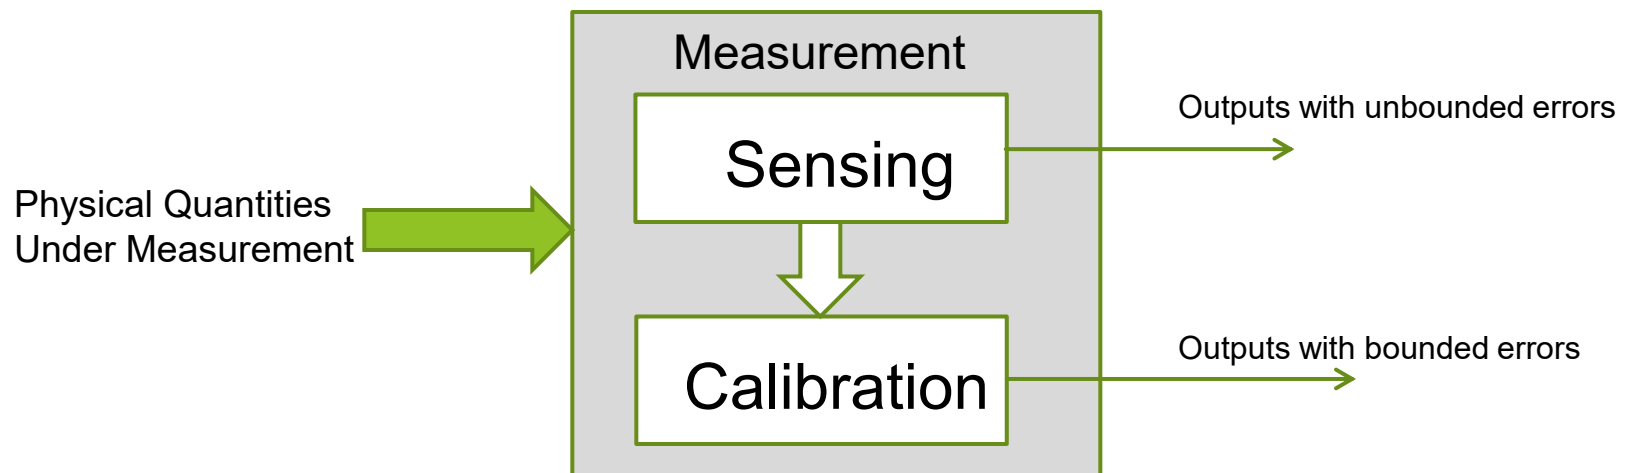 Measurement
Sensing
Outputs with unbounded errors
Physical Quantities
Under Measurement
Calibration
Outputs with bounded errors